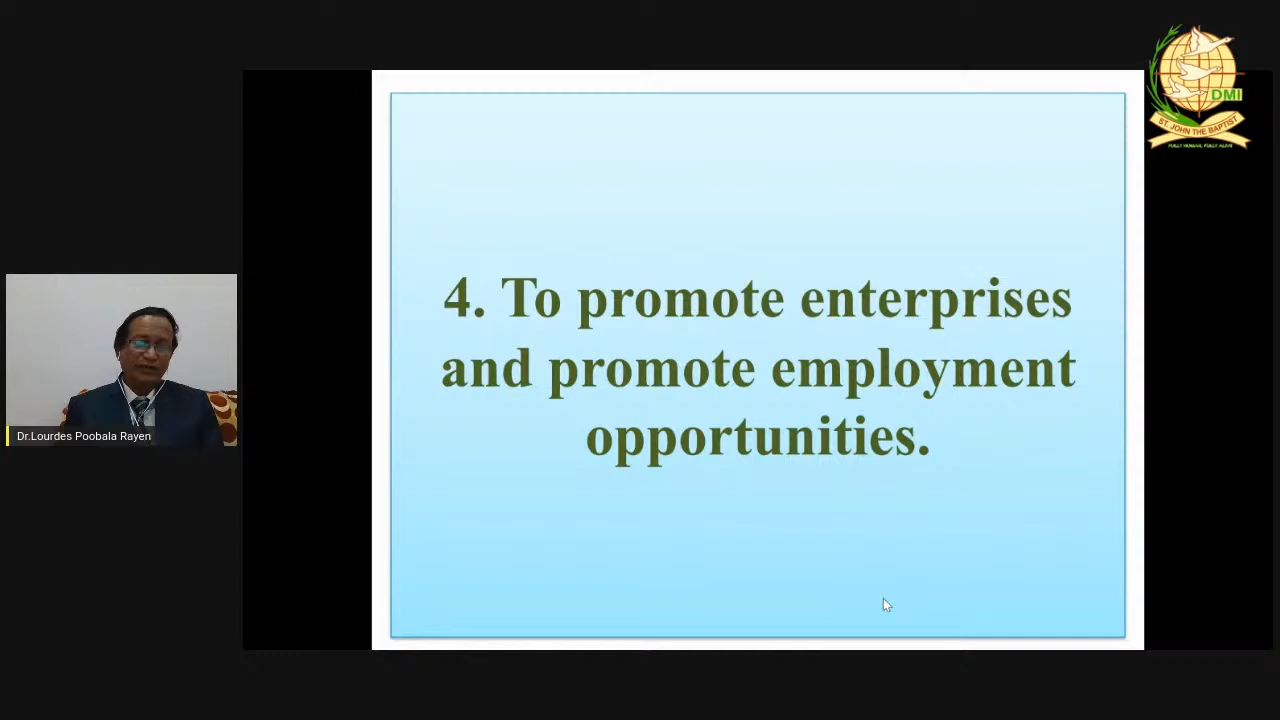 DMI
ST. JOHN THE BAPTIST
FULLY HUMAN, FULLY ALIVE
4. To promote enterprises
and promote employment
opportunities.
Dr.Lourdes Poobala Rayen